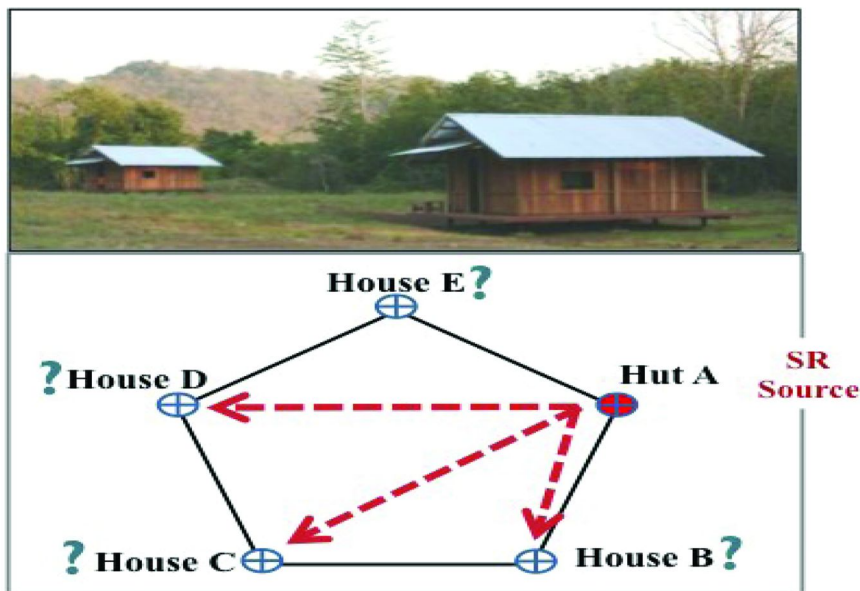 House E?
?House D
Hut A
SR
Source
?House C
House B?